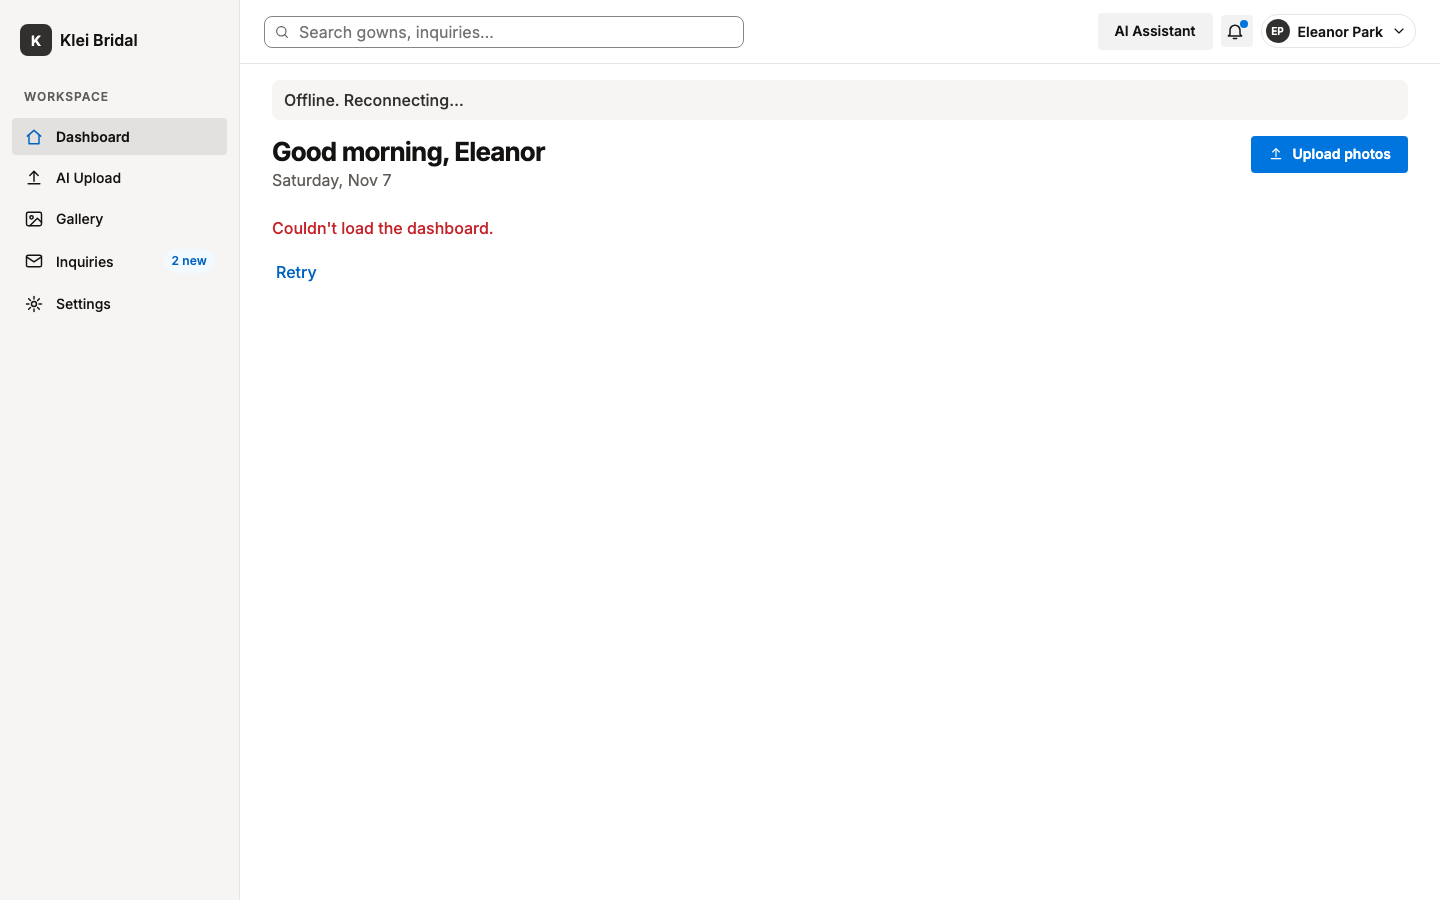 K
Klei Bridal
WORKSPACE
Dashboard
AI Upload
Gallery
Inquiries
2 new
Settings
Search gowns, inquiries...
AI Assistant
EP
Eleanor Park
Offline. Reconnecting...
Good morning, Eleanor
Saturday, Nov 7
Upload photos
Couldn't load the dashboard.
Retry